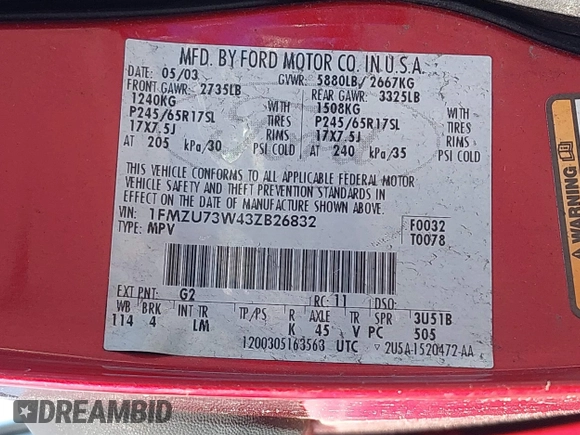 MFD. BY FORD MOTOR CO. IN U.S.A.
DATE: 05/03 GVWR: 5880LB/2667KG
FRONT GAWR: 2735LB REAR GAWR: 3325LB
1240KG WITH 1508KG WITH
P245/65R17SL TIRES P245/65R17SL TIRES
17X7.5J RIMS 17X7.5J RIMS
AT 205 kPa/30 PSI COLD AT 240 kPa/35 PSI COLD
THIS VEHICLE CONFORMS TO ALL APPLICABLE FEDERAL MOTOR
VEHICLE SAFETY AND THEFT PREVENTION STANDARDS IN
EFFECT ON THE DATE OF MANUFACTURE SHOWN ABOVE.
VIN: 1FMZU73W43ZB26832 F0032
TYPE: MPV T0078
EXT PNT: G2 RC: 11 DSO:
WB BRK INT TR TP/PS R AXLE TR SPR 3U51B
114 4 LM K 45 V PC 505
1200305163563 UTC 2U5A-1520472-AA
WARNING
DREAMBID
Ford